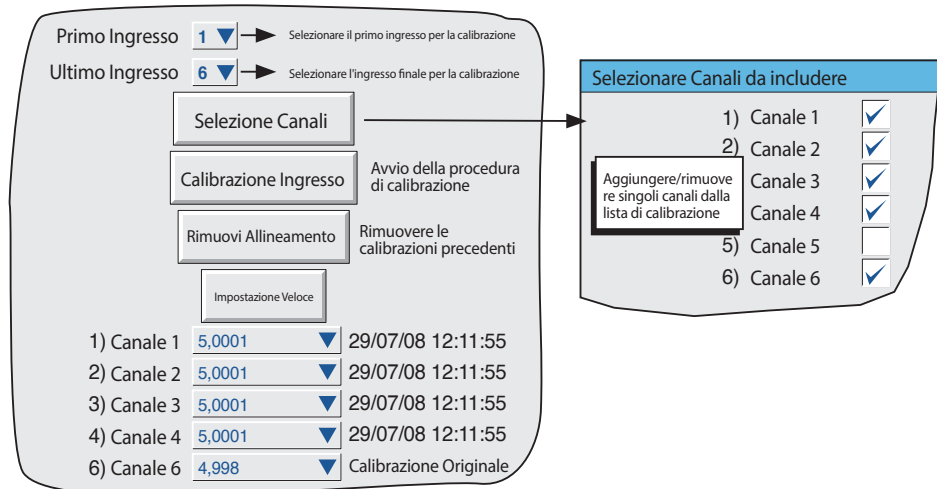 Primo Ingresso 1 Selezionare il primo ingresso per la calibrazione
Ultimo Ingresso 6 Selezionare l'ingresso finale per la calibrazione
Selezione Canali
Calibrazione Ingresso
Avvio della procedura
di calibrazione
Rimuovi Allineamento
Rimuovere le
calibrazioni precedenti
Impostazione Veloce
1) Canale 1 5,0001 29/07/08 12:11:55
2) Canale 2 5,0001 29/07/08 12:11:55
3) Canale 3 5,0001 29/07/08 12:11:55
4) Canale 4 5,0001 29/07/08 12:11:55
6) Canale 6 4,998 Calibrazione Originale
Selezionare Canali da includere
1) Canale 1
2) Canale 2
Canale 3
Canale 4
5) Canale 5
6) Canale 6
Aggiungere/rimuove
re singoli canali dalla
lista di calibrazione